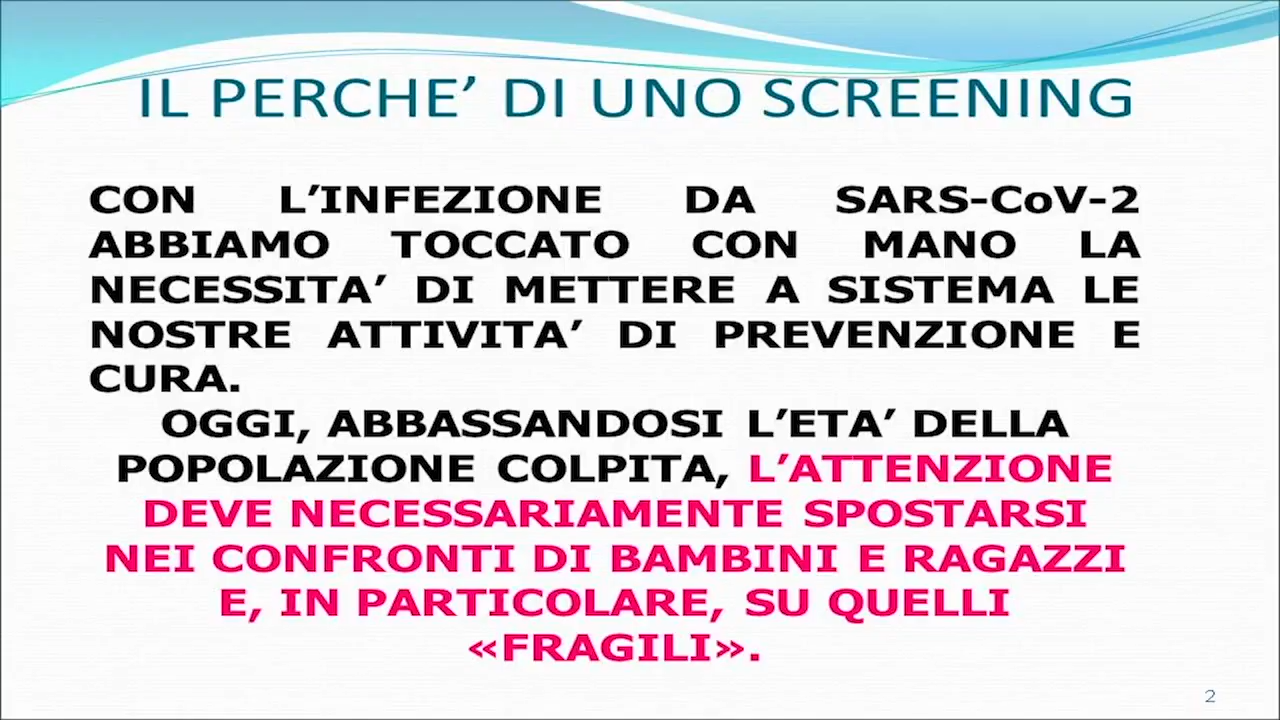 IL PERCHE’ DI UNO SCREENING
CON L’INFEZIONE DA SARS-CoV-2
ABBIAMO TOCCATO CON MANO LA
NECESSITA’ DI METTERE A SISTEMA LE
NOSTRE ATTIVITA’ DI PREVENZIONE E
CURA.
OGGI, ABBASSANDOSI L’ETA’ DELLA
POPOLAZIONE COLPITA, L’ATTENZIONE
DEVE NECESSARIAMENTE SPOSTARSI
NEI CONFRONTI DI BAMBINI E RAGAZZI
E, IN PARTICOLARE, SU QUELLI
«FRAGILI».
2